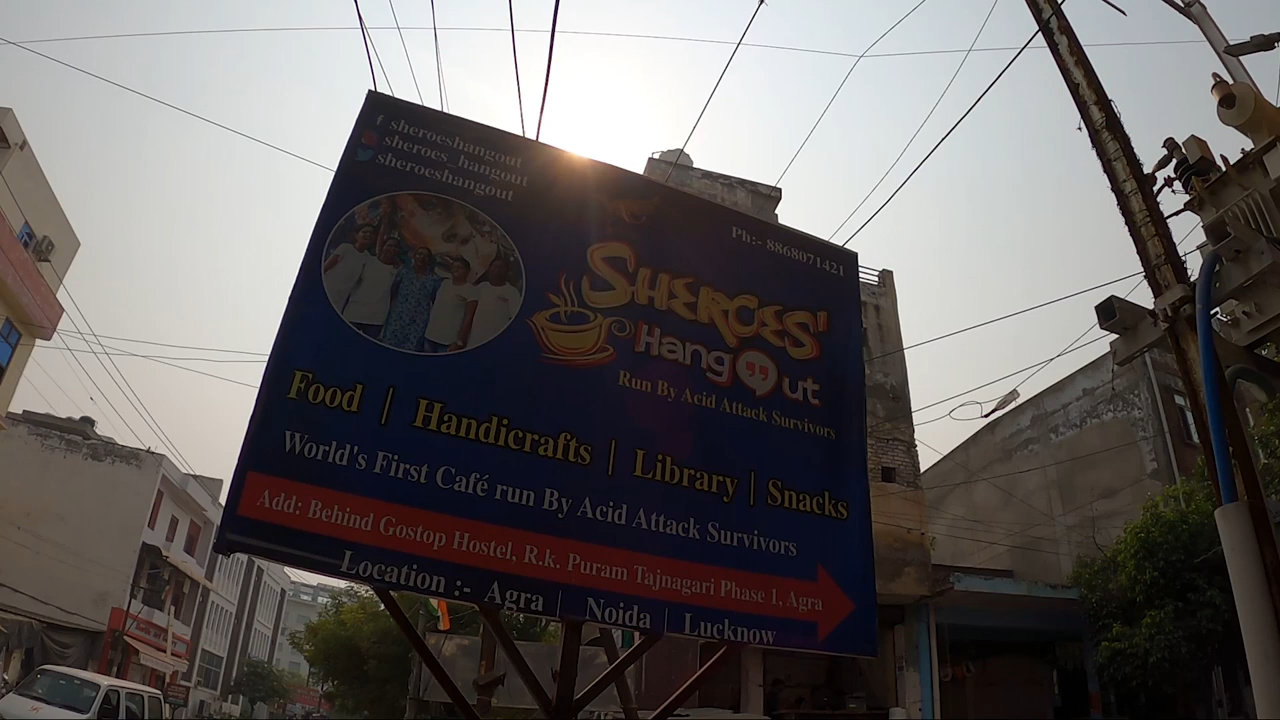 sheroeshangout
sheroes_hangout
sheroeshangout
Ph:- 8868071421
SHEROES'
HangOut
Run By Acid Attack Survivors
Food | Handicrafts | Library | Snacks
World's First Café run By Acid Attack Survivors
Add: Behind Gostop Hostel, R.k. Puram Tajnagari Phase 1, Agra
Location :- Agra | Noida | Lucknow